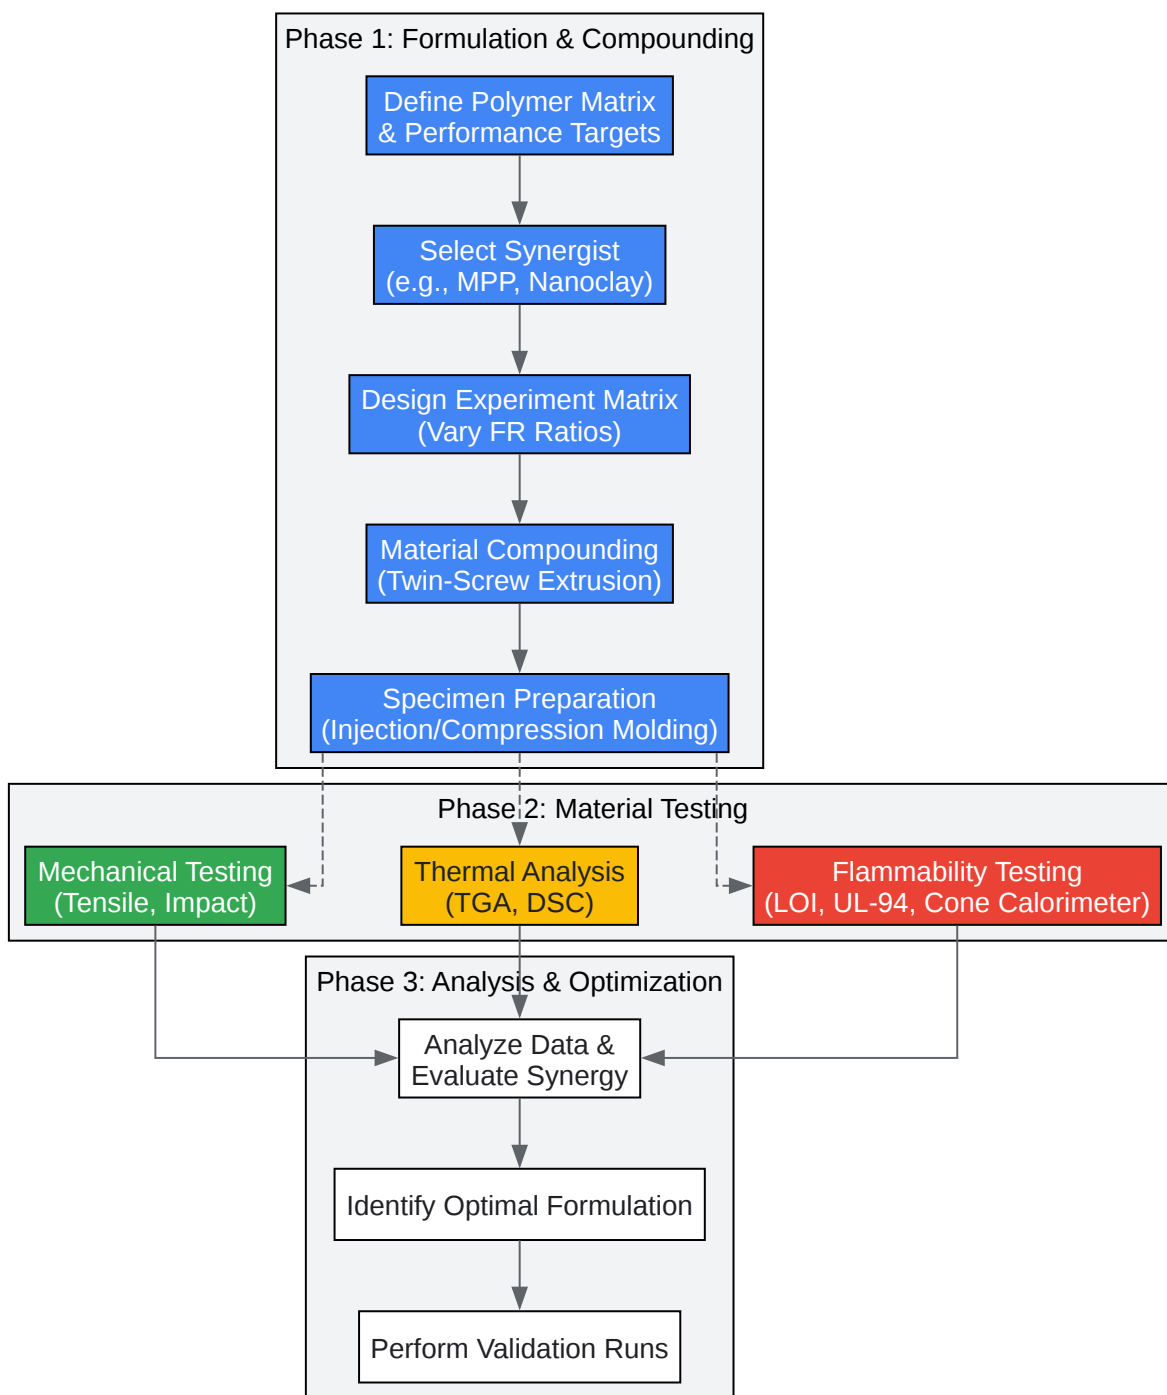 Phase 1: Formulation & Compounding
Define Polymer Matrix
& Performance Targets
Select Synergist
(e.g., MPP, Nanoclay)
Design Experiment Matrix
(Vary FR Ratios)
Material Compounding
(Twin-Screw Extrusion)
Specimen Preparation
(Injection/Compression Molding)
Phase 2: Material Testing
Mechanical Testing
(Tensile, Impact)
Thermal Analysis
(TGA, DSC)
Flammability Testing
(LOI, UL-94, Cone Calorimeter)
Phase 3: Analysis & Optimization
Analyze Data &
Evaluate Synergy
Identify Optimal Formulation
Perform Validation Runs